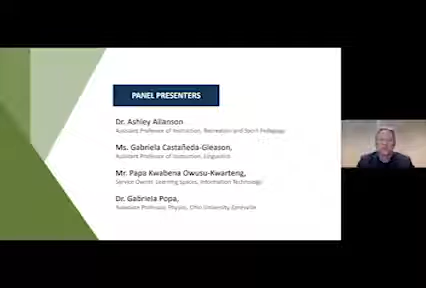 PANEL PRESENTERS
Dr. Ashley Allanson
Assistant Professor of Instruction, Recreation and Sport Pedagogy
Ms. Gabriela Castañeda-Gleason,
Assistant Professor of Instruction, Linguistics
Mr. Papa Kwabena Owusu-Kwarteng,
Service Owner Learning Spaces, Information Technology
Dr. Gabriela Popa,
Associate Professor, Physics, Ohio University Zanesville